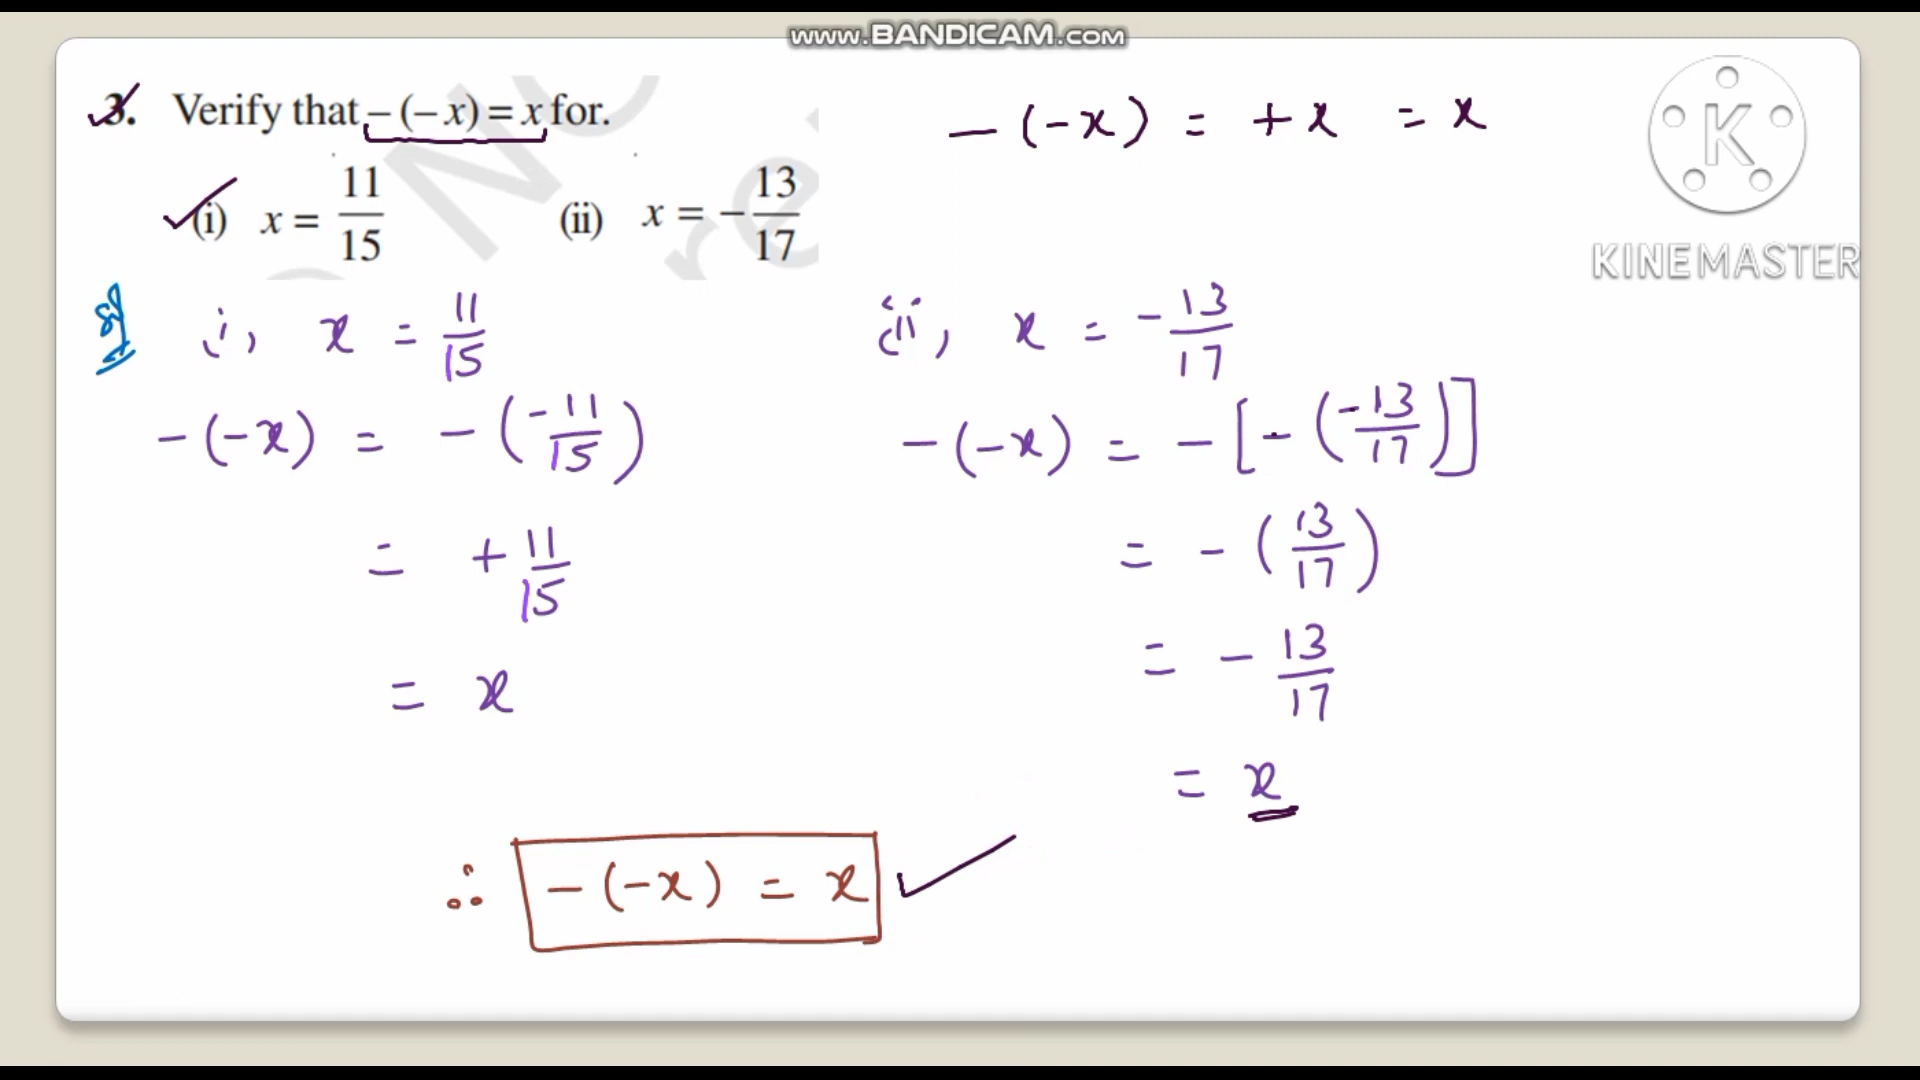 www.BANDICAM.com
3. Verify that –(–x) = x for.
(i) x = 11/15 (ii) x = –13/17
–(–x) = +x = x
KINEMASTER
i, x = 11/15
–(–x) = –(–11/15)
= +11/15
= x
ii, x = –13/17
–(–x) = –[–(–13/17)]
= –(13/17)
= –13/17
= x
∴ –(–x) = x